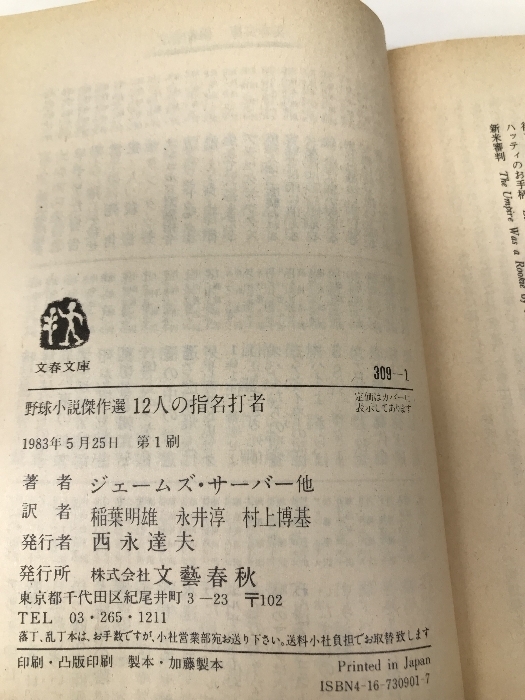 文春文庫
309—1
野球小説傑作選 12人の指名打者
定価はカバーに
表示してあります
1983年5月25日 第1刷
著 者 ジェームズ・サーバー他
訳 者 稲葉明雄 永井淳 村上博基
発行者 西永達夫
発行所 株式会社 文藝春秋
東京都千代田区紀尾井町3—23 〒102
TEL 03・265・1211
落丁、乱丁本は、お手数ですが、小社営業部宛お送り下さい。送料小社負担でお取替致します
印刷・凸版印刷 製本・加藤製本
Printed in Japan
ISBN4-16-730901-7
ハッティのお手柄
新米審判 The Umpire Was a Rookie